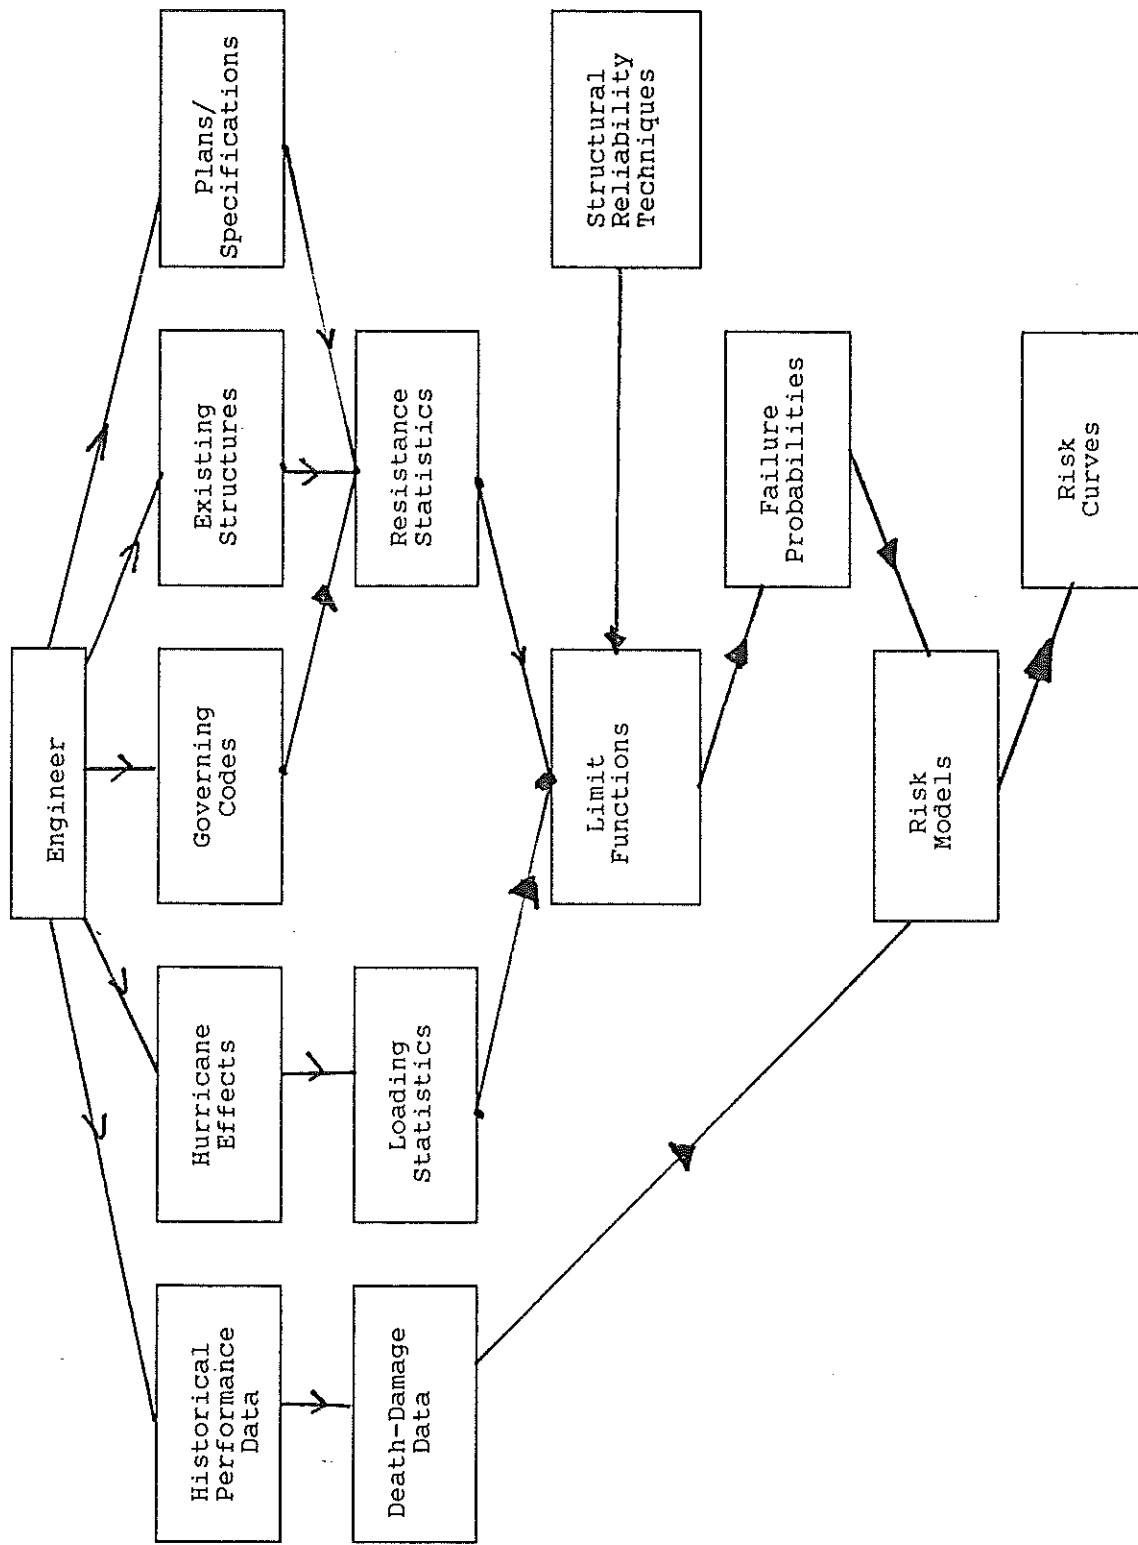 Engineer
Historical
Performance
Data
Hurricane
Effects
Governing
Codes
Existing
Structures
Plans/
Specifications
Death-Damage
Data
Loading
Statistics
Resistance
Statistics
Limit
Functions
Structural
Reliability
Techniques
Failure
Probabilities
Risk
Models
Risk
Curves